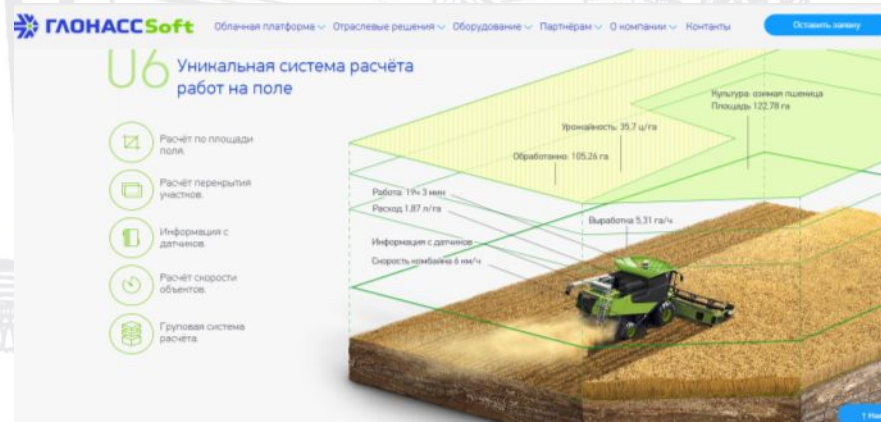 ГЛОНАССSoft
Облачная платформа Отраслевые решения Оборудование Партнёрам О компании Контакты
Оставить заявку
06 Уникальная система расчёта
работ на поле
Культура: озимая пшеница
Площадь: 122,78 га
Урожайность: 35,7 ц/га
Обработанно: 105,26 га
Расчёт по площади
поля.
Расчёт перекрытия
участков.
Информация с
датчиков.
Расчёт скорости
объектов.
Груповая система
расчёта.
Работа: 19ч 3 мин
Расход 1,87 л/га
Выработка 5,31 га/ч
Информация с датчиков
Скорость комбайна 6 км/ч